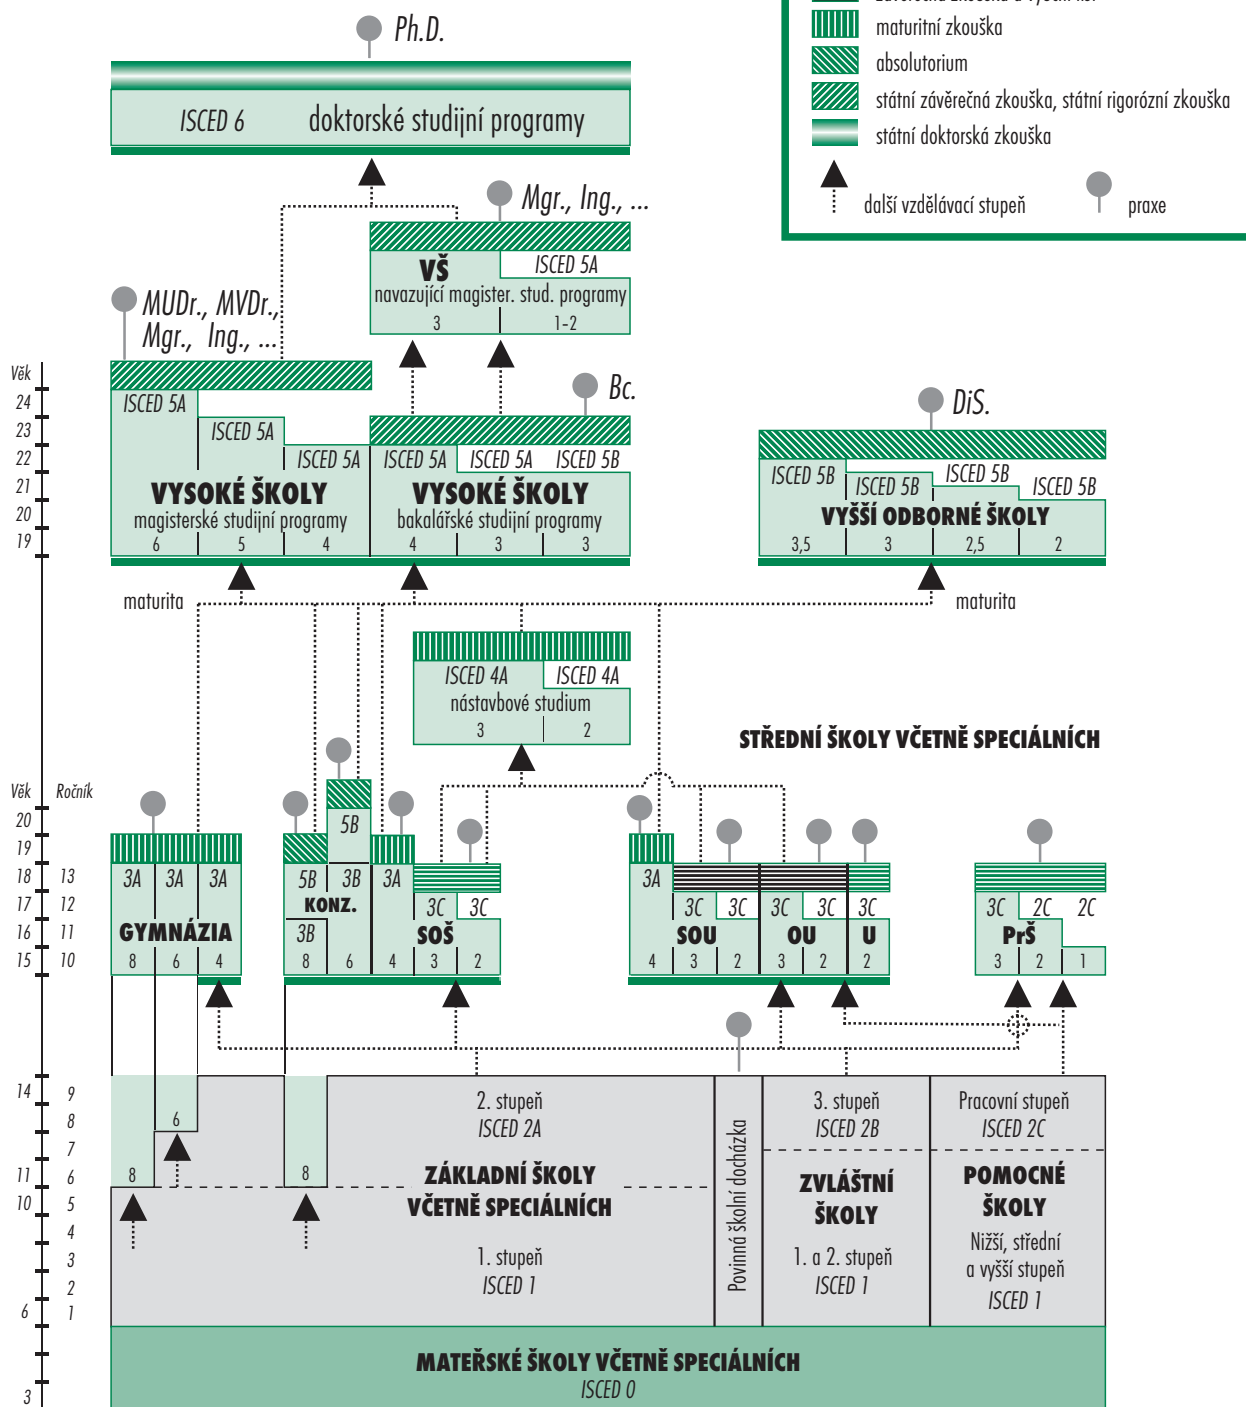 maturitní zkouška
absolutorium
státní závěrečná zkouška, státní rigorózní zkouška
státní doktorská zkouška
další vzdělávací stupeň
praxe
Ph.D.
ISCED 6 doktorské studijní programy
Mgr., Ing., ...
VŠ
ISCED 5A
navazující magister. stud. programy
3 1-2
MUDr., MVDr.,
Mgr., Ing., ...
Bc.
DiS.
Věk
24
23
22
21
20
19
ISCED 5A
ISCED 5A
ISCED 5A
VYSOKÉ ŠKOLY
magisterské studijní programy
6 5 4
ISCED 5A ISCED 5A ISCED 5B
VYSOKÉ ŠKOLY
bakalářské studijní programy
4 3 3
ISCED 5B
ISCED 5B
ISCED 5B
ISCED 5B
VYŠŠÍ ODBORNÉ ŠKOLY
3,5 3 2,5 2
maturita
maturita
ISCED 4A ISCED 4A
nástavbové studium
3 2
STŘEDNÍ ŠKOLY VČETNĚ SPECIÁLNÍCH
Věk Ročník
20
19
18 13
17 12
16 11
15 10
3A 3A 3A
GYMNÁZIA
8 6 4
5B
5B 3B 3A
KONZ.
3B
3C 3C
SOŠ
8 6 4 3 2
3A
3C 3C 3C 3C 3C
SOU OU U
4 3 2 3 2 2
3C 2C 2C
PrŠ
3 2 1
14 9
8
7
11 6
10 5
4
3
2
6 1
3
8
6
8
2. stupeň
ISCED 2A
ZÁKLADNÍ ŠKOLY
VČETNĚ SPECIÁLNÍCH
1. stupeň
ISCED 1
Povinná školní docházka
3. stupeň
ISCED 2B
ZVLÁŠTNÍ
ŠKOLY
1. a 2. stupeň
ISCED 1
Pracovní stupeň
ISCED 2C
POMOCNÉ
ŠKOLY
Nižší, střední
a vyšší stupeň
ISCED 1
MATEŘSKÉ ŠKOLY VČETNĚ SPECIÁLNÍCH
ISCED 0